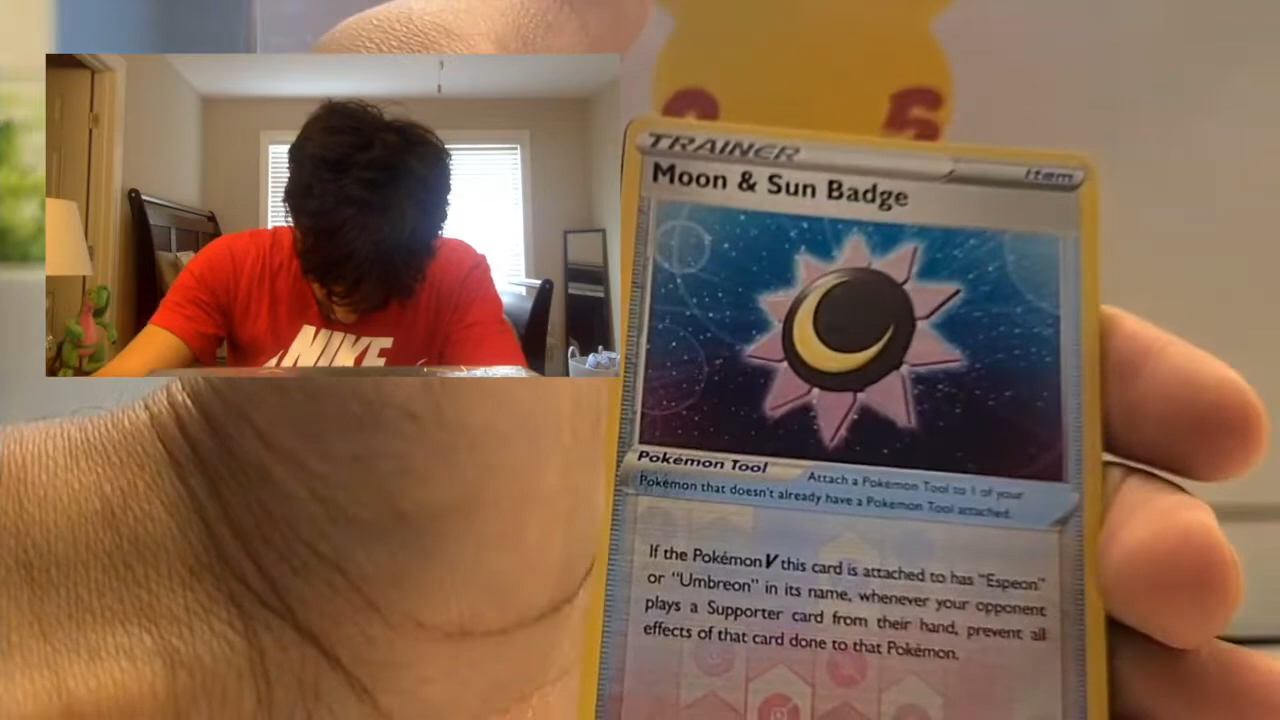 NIKE
TRAINER
Item
Moon & Sun Badge
Pokémon Tool
Attach a Pokémon Tool to 1 of your
Pokémon that doesn't already have a Pokémon Tool attached.
If the Pokémon V this card is attached to has "Espeon"
or "Umbreon" in its name, whenever your opponent
plays a Supporter card from their hand, prevent all
effects of that card done to that Pokémon.